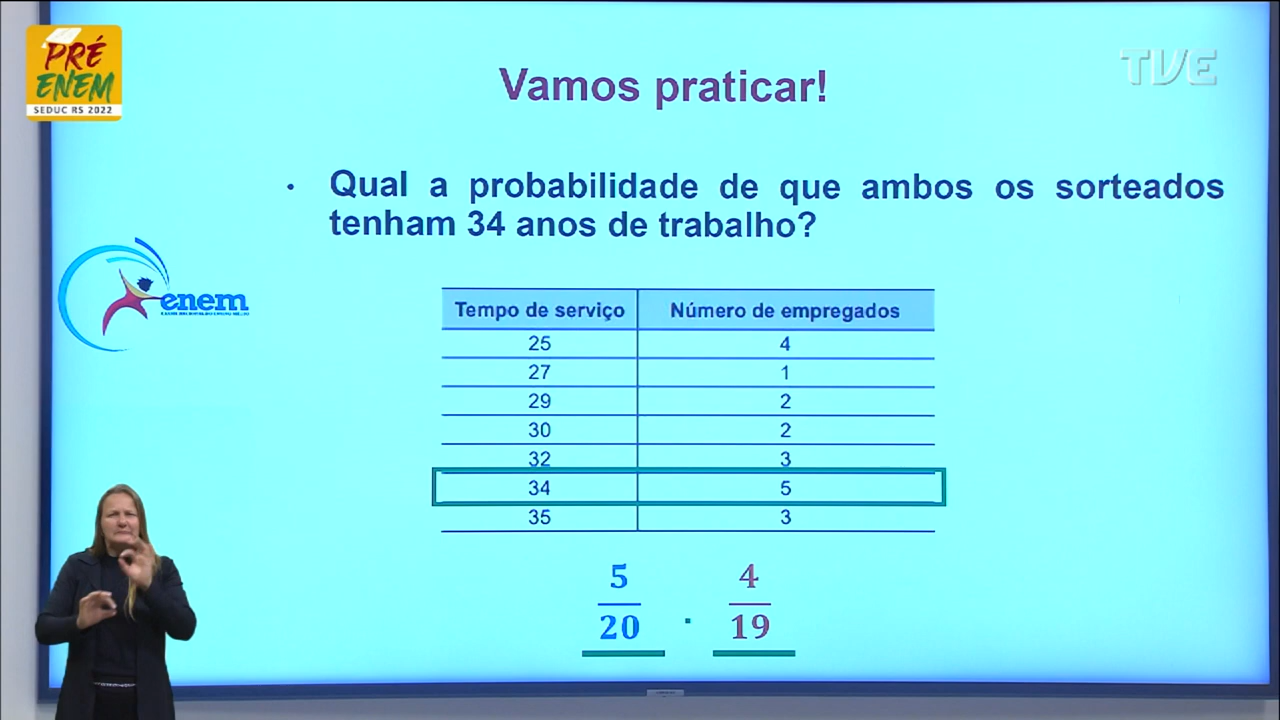 PRÉ
ENEM
SEDUC RS 2022
TVE
Vamos praticar!
• Qual a probabilidade de que ambos os sorteados
tenham 34 anos de trabalho?
enem
Tempo de serviço Número de empregados
25 4
27 1
29 2
30 2
32 3
34 5
35 3
5 4
20 . 19